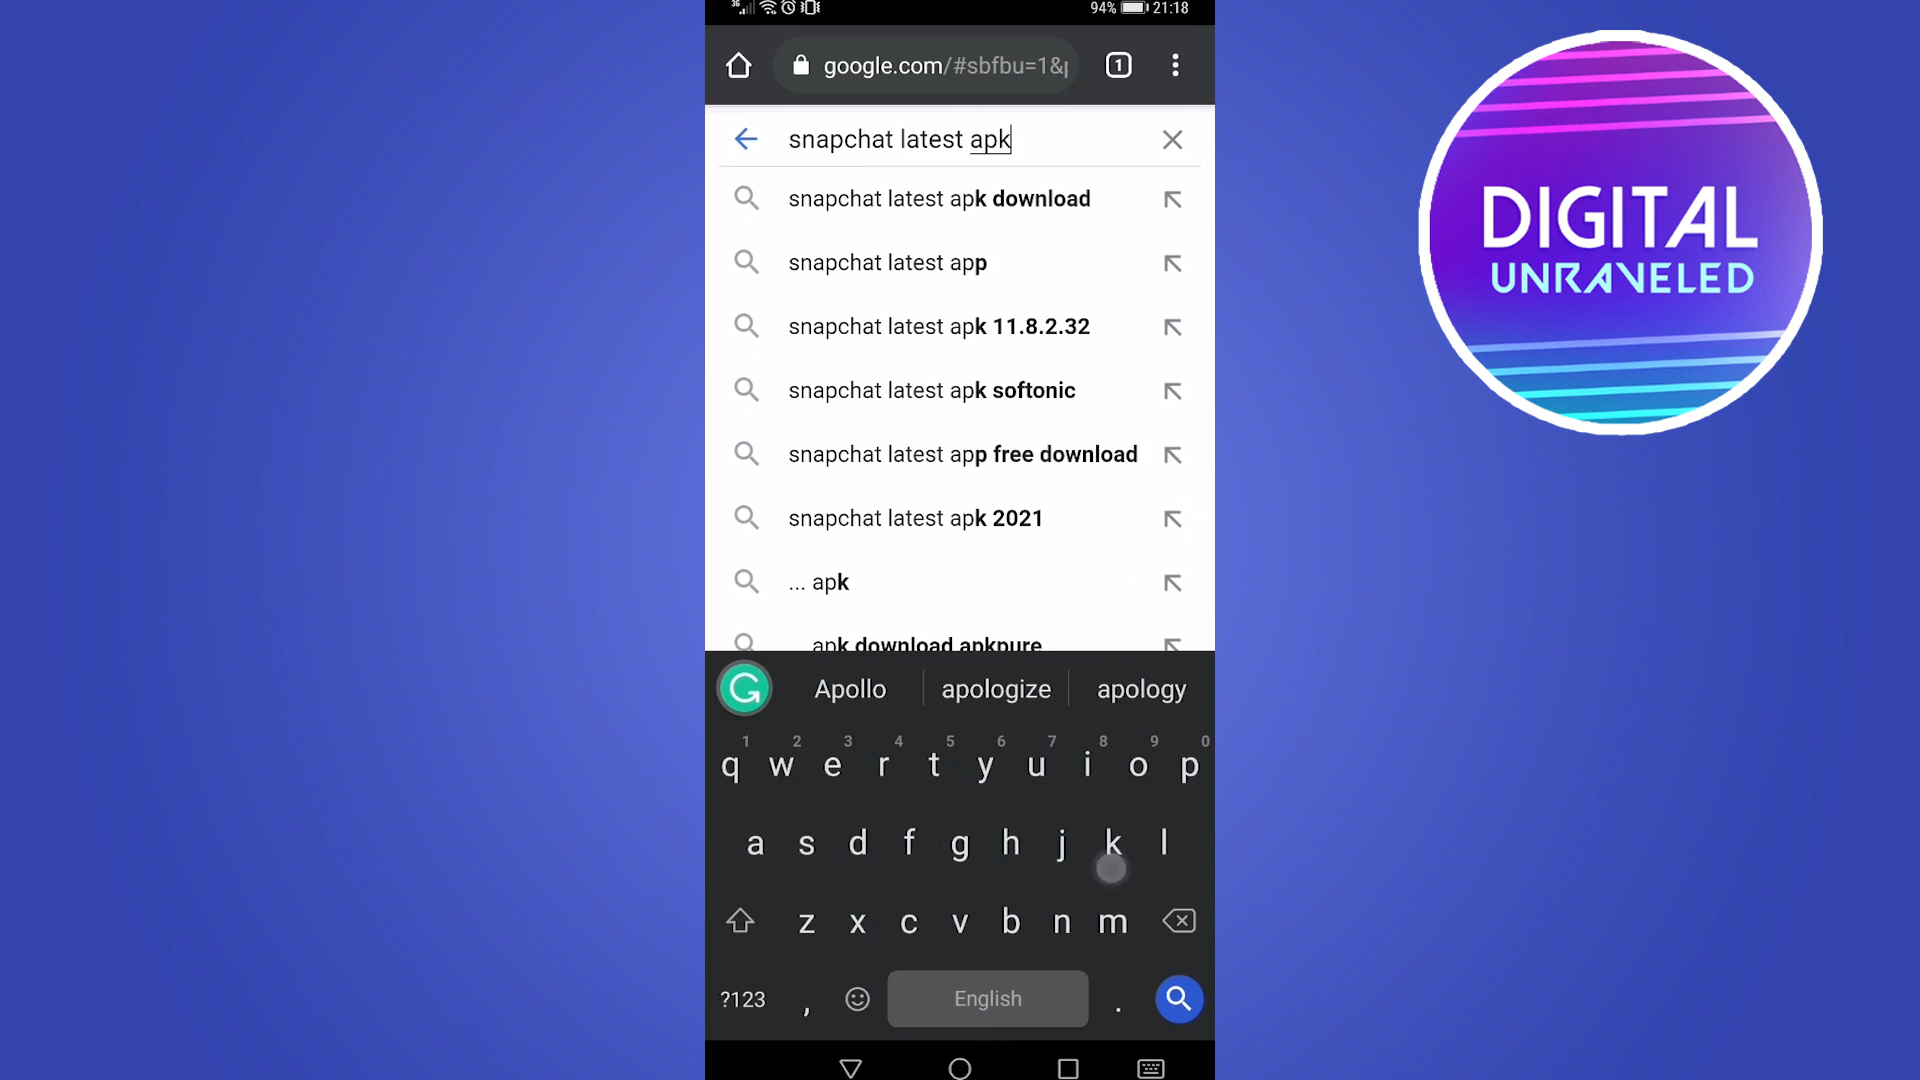 3G 94% 21:18
google.com/#sbfbu=1&p
1
snapchat latest apk
snapchat latest apk download
snapchat latest app
snapchat latest apk 11.8.2.32
snapchat latest apk softonic
snapchat latest app free download
snapchat latest apk 2021
... apk
apk download apkpure
Apollo apologize apology
1 2 3 4 5 6 7 8 9 0
q w e r t y u i o p
a s d f g h j k l
z x c v b n m
?123 , English .
DIGITAL
UNRAVELED